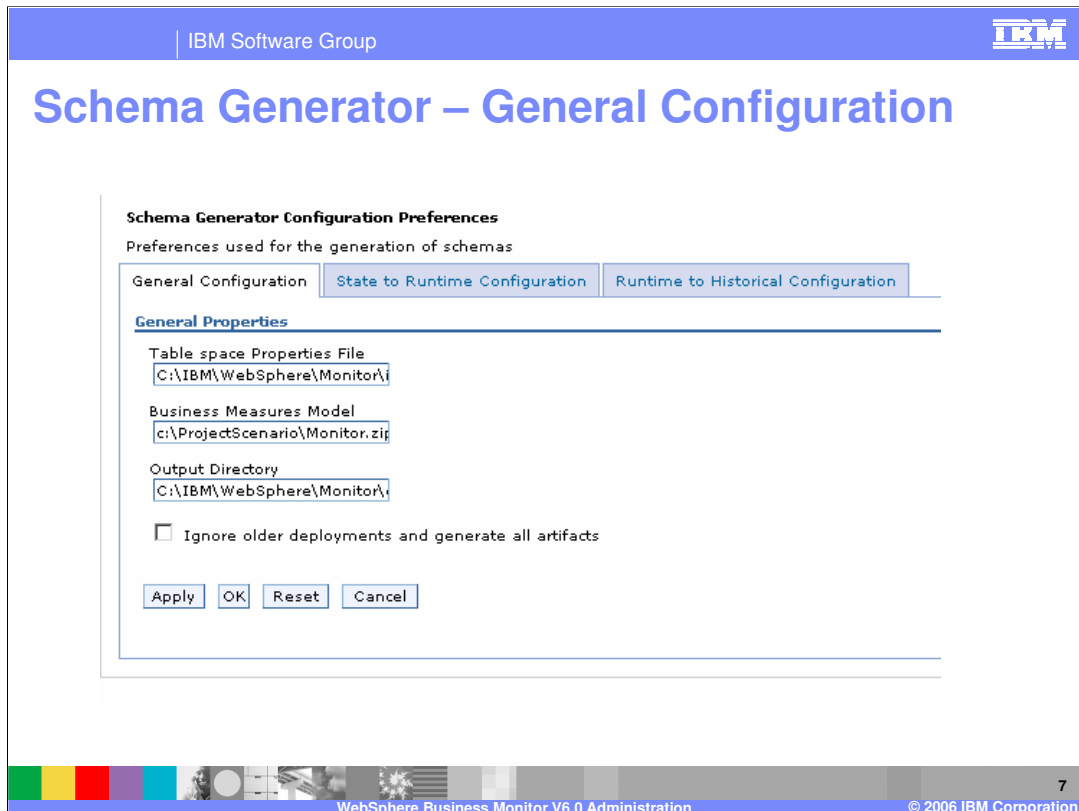 IBM Software Group
IBM
Schema Generator – General Configuration
Schema Generator Configuration Preferences
Preferences used for the generation of schemas
General Configuration
State to Runtime Configuration
Runtime to Historical Configuration
General Properties
Table space Properties File
C:\IBM\WebSphere\Monitor\i
Business Measures Model
c:\ProjectScenario\Monitor.zip
Output Directory
C:\IBM\WebSphere\Monitor\
Ignore older deployments and generate all artifacts
Apply OK Reset Cancel
7
WebSphere Business Monitor V6.0 Administration
© 2006 IBM Corporation